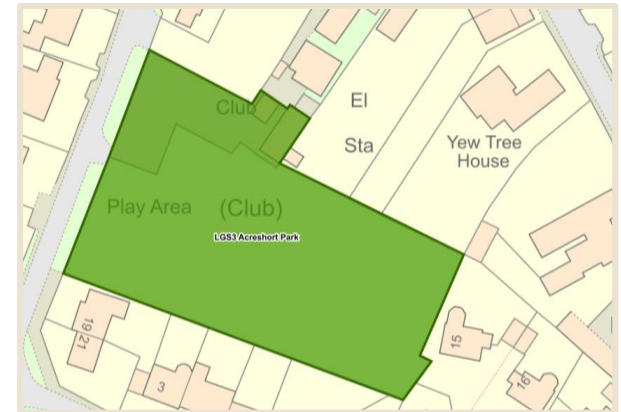 Club
El
Sta
Yew Tree
House
Play Area
(Club)
LGS3 Acreshort Park
19 21
3
15
16